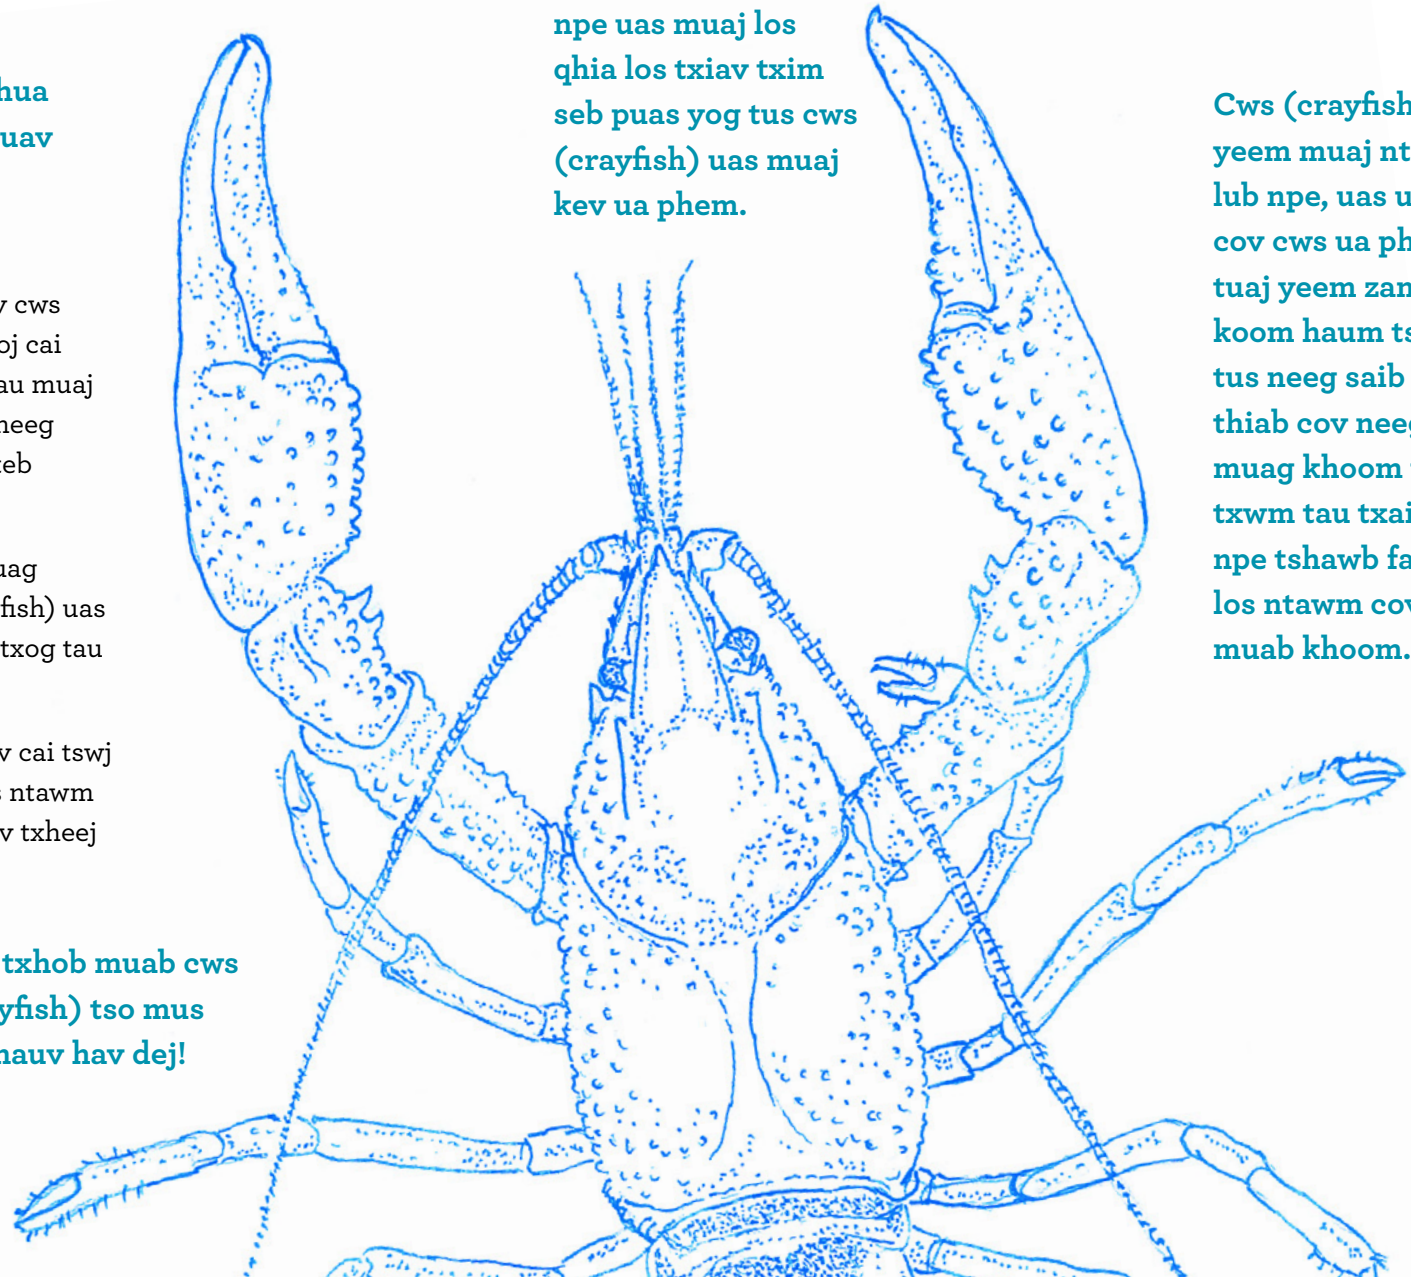 hua
uav
v cws
oj cai
au muaj
neeg
teb
uag
fish) uas
txog tau
v cai tswj
s ntawm
v txheej
txhob muab cws
yfish) tso mus
hauv hav dej!
npe uas muaj los
qhia los txiav txim
seb puas yog tus cws
(crayfish) uas muaj
kev ua phem.
Cws (crayfish
yeem muaj nt
lub npe, uas u
cov cws ua ph
tuaj yeem zan
koom haum ts
tus neeg saib
thiab cov neeg
muag khoom
txwm tau txai
npe tshawb fa
los ntawm cov
muab khoom.